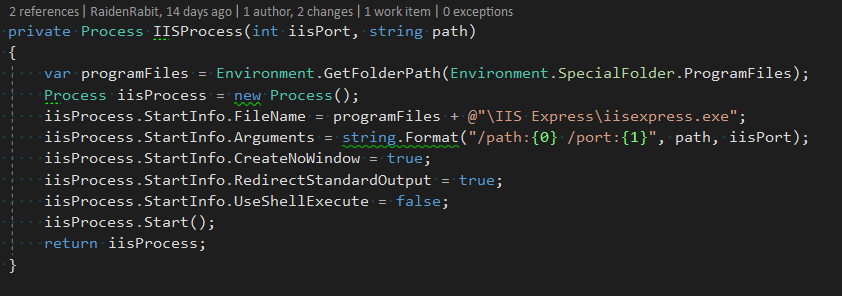 2 references | RaidenRabit, 14 days ago | 1 author, 2 changes | 1 work item | 0 exceptions
private Process IISProcess(int iisPort, string path)
{
    var programFiles = Environment.GetFolderPath(Environment.SpecialFolder.ProgramFiles);
    Process iisProcess = new Process();
    iisProcess.StartInfo.FileName = programFiles + @"\IIS Express\iisexpress.exe";
    iisProcess.StartInfo.Arguments = string.Format("/path:{0} /port:{1}", path, iisPort);
    iisProcess.StartInfo.CreateNoWindow = true;
    iisProcess.StartInfo.RedirectStandardOutput = true;
    iisProcess.StartInfo.UseShellExecute = false;
    iisProcess.Start();
    return iisProcess;
}